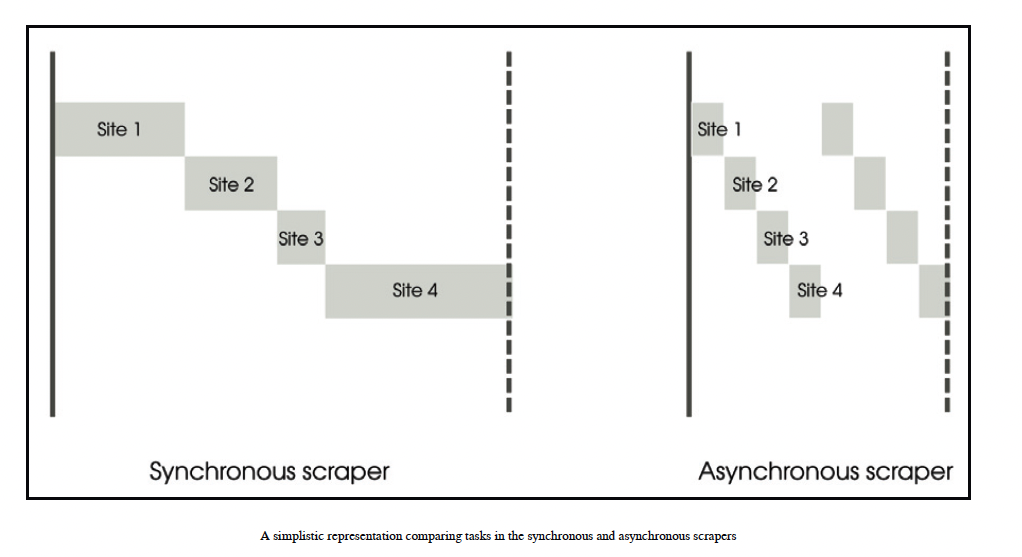 Site 1
Site 2
Site 3
Site 4
Synchronous scraper
Site 1
Site 2
Site 3
Site 4
Asynchronous scraper
A simplistic representation comparing tasks in the synchronous and asynchronous scrapers